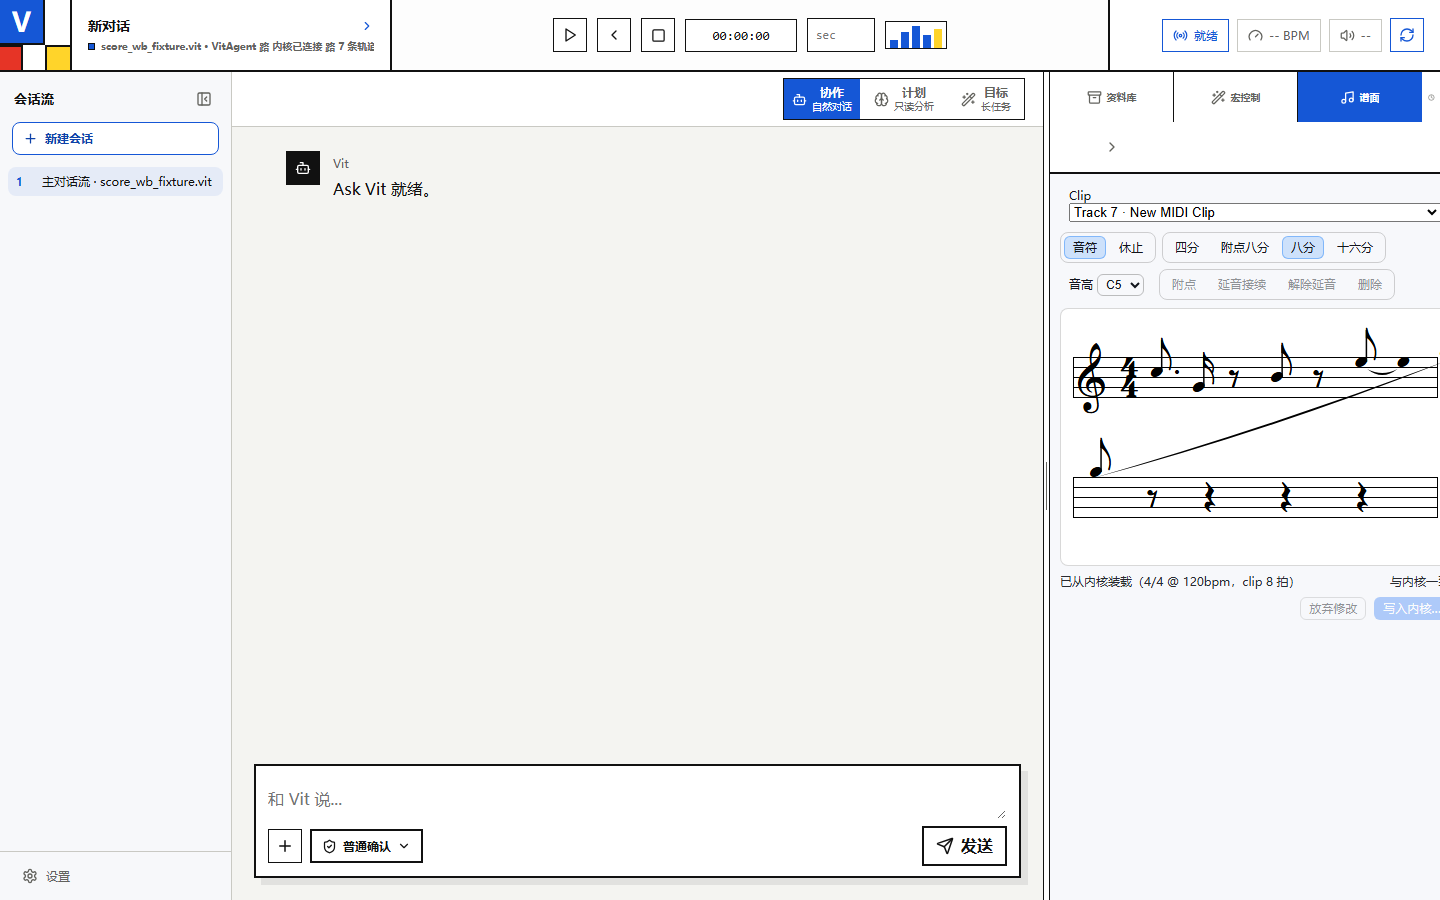 V
新对话
score_wb_fixture.vit • VitAgent ䷀ 内核已连接 ䷀ 7 条轨迹
00:00:00
sec
就绪
-- BPM
--
会话流
新建会话
1 主对话流 · score_wb_fixture.vit
协作
自然对话
计划
只读分析
目标
长任务
Vit
Ask Vit 就绪。
和 Vit 说...
普通确认
发送
设置
资料库
宏控制
谱面
Clip
Track 7 · New MIDI Clip
音符 休止 四分 附点八分 八分 十六分
音高 C5 附点 延音接续 解除延音 删除
已从内核装载（4/4 @ 120bpm，clip 8 拍） 与内核一
放弃修改 写入内核...